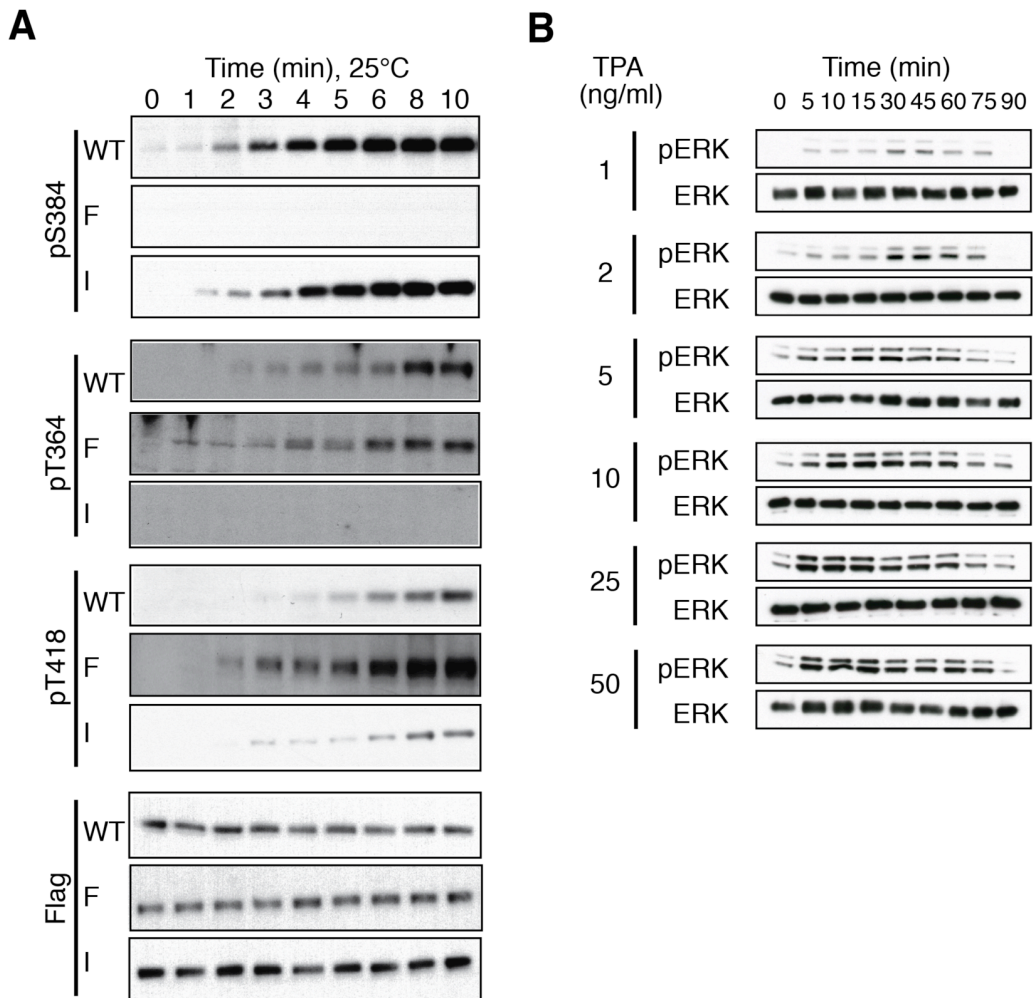 A
Time (min), 25°C
0 1 2 3 4 5 6 8 10
pS384
WT
F
I
pT364
WT
F
I
pT418
WT
F
I
Flag
WT
F
I
B
TPA
(ng/ml)
Time (min)
0 5 10 15 30 45 60 75 90
1
pERK
ERK
2
pERK
ERK
5
pERK
ERK
10
pERK
ERK
25
pERK
ERK
50
pERK
ERK